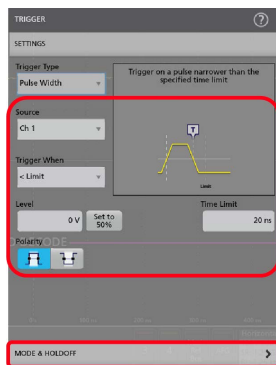 TRIGGER ?
SETTINGS
Trigger Type
Pulse Width
Trigger on a pulse narrower than the
specified time limit
Source
Ch 1
T
Limit
Trigger When
< Limit
Level
0 V
Set to
50%
Time Limit
20 ns
Polarity
MODE & HOLDOFF >